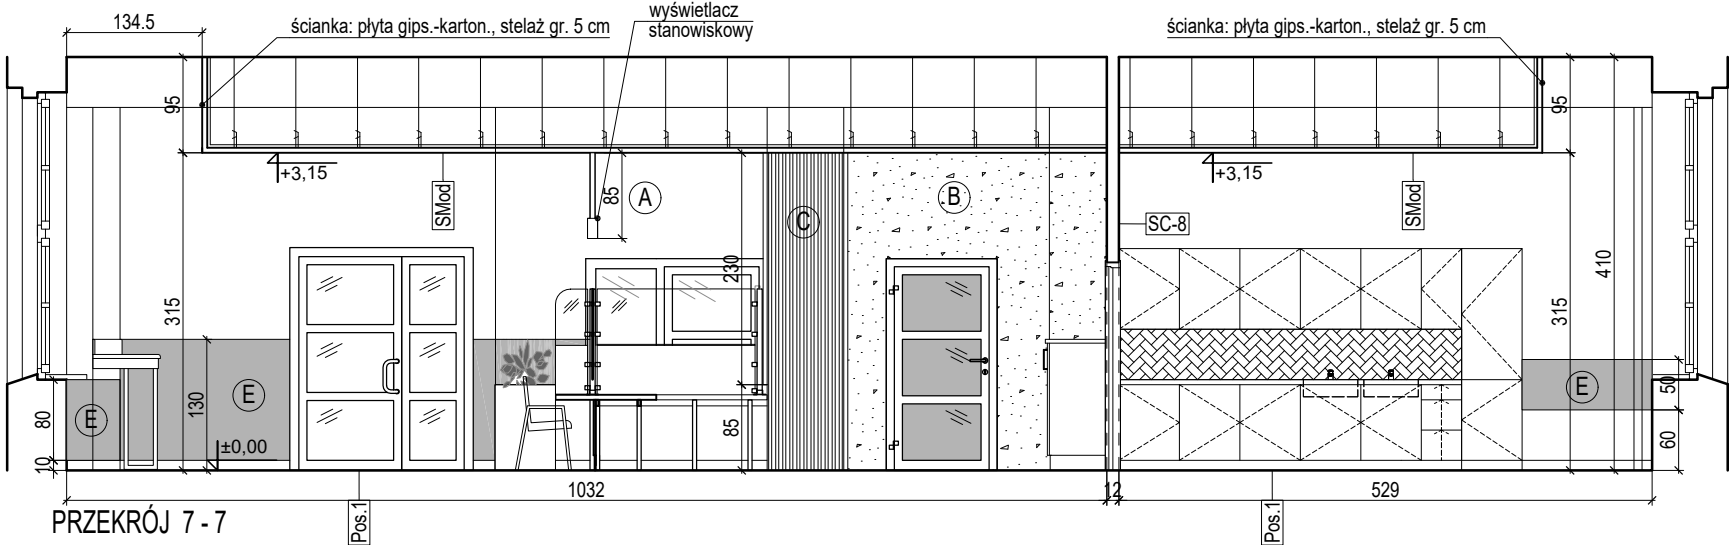 134.5
ścianka: płyta gips.-karton., stelaż gr. 5 cm
wyświetlacz
stanowiskowy
ścianka: płyta gips.-karton., stelaż gr. 5 cm
95
95
+3,15
SMod
85
A
B
C
SC-8
+3,15
SMod
230
410
315
315
E
80
10
E
130
±0,00
85
E
50
60
1032
12
529
Pos.1
Pos.1
PRZEKRÓJ 7 - 7